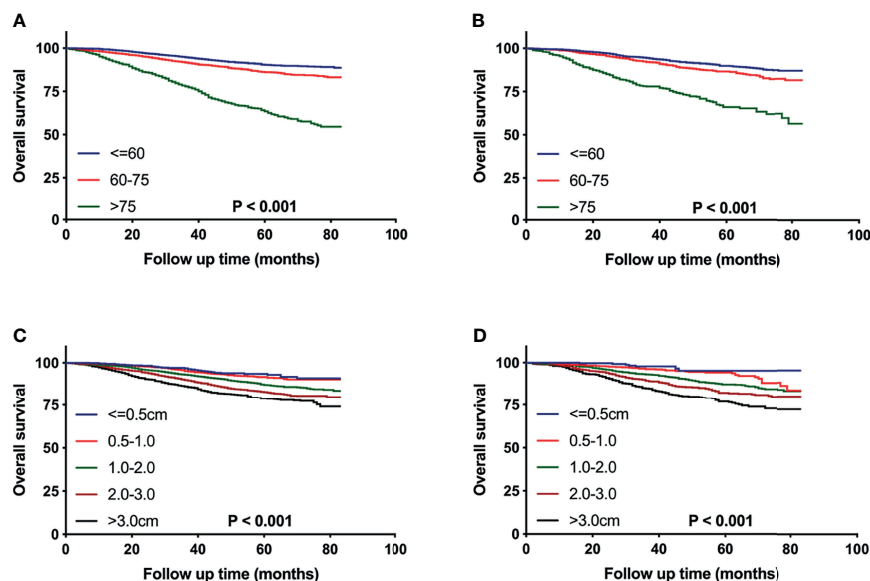 A
Overall survival
100
75
50
25
0
<=60
60-75
>75
P < 0.001
0 20 40 60 80 100
Follow up time (months)
B
Overall survival
100
75
50
25
0
<=60
60-75
>75
P < 0.001
0 20 40 60 80 100
Follow up time (months)
C
Overall survival
100
75
50
25
0
<=0.5cm
0.5-1.0
1.0-2.0
2.0-3.0
>3.0cm
P < 0.001
0 20 40 60 80 100
Follow up time (months)
D
Overall survival
100
75
50
25
0
<=0.5cm
0.5-1.0
1.0-2.0
2.0-3.0
>3.0cm
P < 0.001
0 20 40 60 80 100
Follow up time (months)